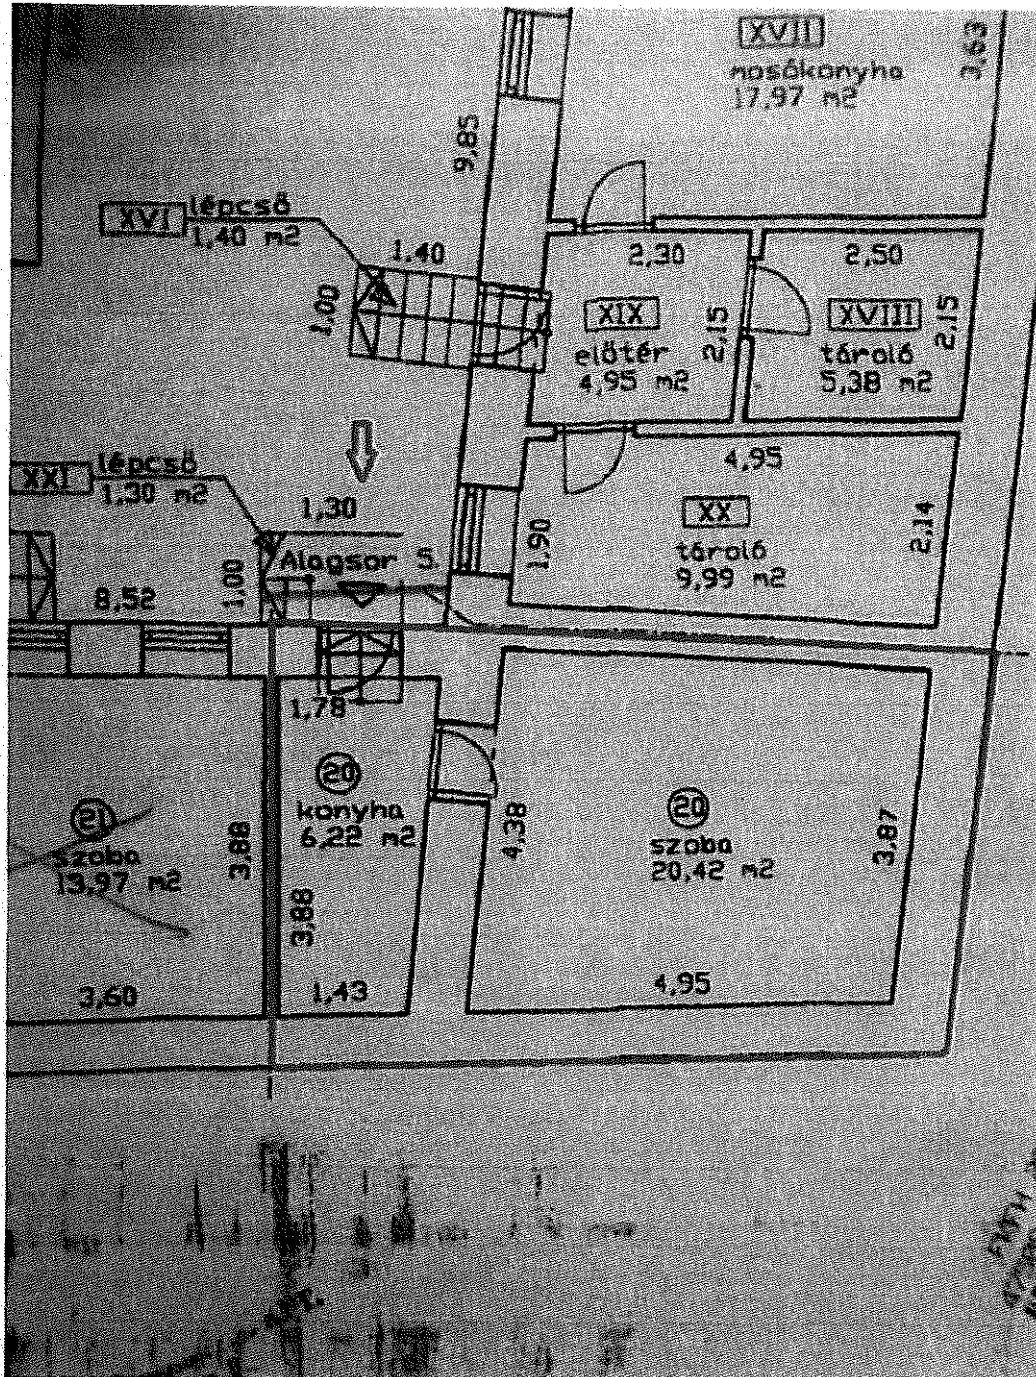 XVII
mosókonyha
17,97 m2
3,63
9,85
XVI
lépcső
1,40 m2
1,40
1,00
2,30
XIX
előtér
4,95 m2
2,15
2,50
XVIII
tároló
5,38 m2
2,15
XXI
lépcső
1,30 m2
1,30
Alagsor S.
1,00
8,52
4,95
XX
tároló
9,99 m2
1,90
2,14
1,78
20
konyha
6,22 m2
3,88
1,43
21
szoba
13,97 m2
3,88
3,60
20
szoba
20,42 m2
4,38
3,87
4,95